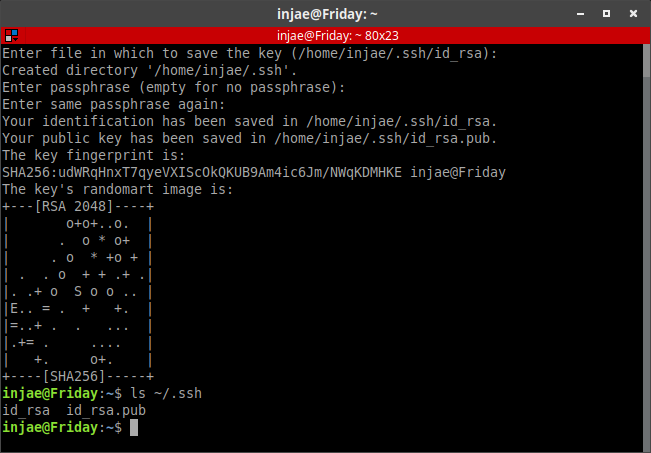 injae@Friday: ~
injae@Friday: ~ 80x23
Enter file in which to save the key (/home/injae/.ssh/id_rsa):
Created directory '/home/injae/.ssh'.
Enter passphrase (empty for no passphrase):
Enter same passphrase again:
Your identification has been saved in /home/injae/.ssh/id_rsa.
Your public key has been saved in /home/injae/.ssh/id_rsa.pub.
The key fingerprint is:
SHA256:udWRqHnxT7qyeVXIScOkQKUB9Am4ic6Jm/NWqKDMHKE injae@Friday
The key's randomart image is:
+---[RSA 2048]----+
|       o+o+..o.  |
|      .  o * o+  |
|     . o  * +o + |
| .  . o  + + .+ .|
|. .+ o  S o o .. |
|E.. = .  +   +.  |
|=..+ .  .   ...  |
|.+= .     ....   |
|   +.     o+.    |
+----[SHA256]-----+
injae@Friday:~$ ls ~/.ssh
id_rsa  id_rsa.pub
injae@Friday:~$